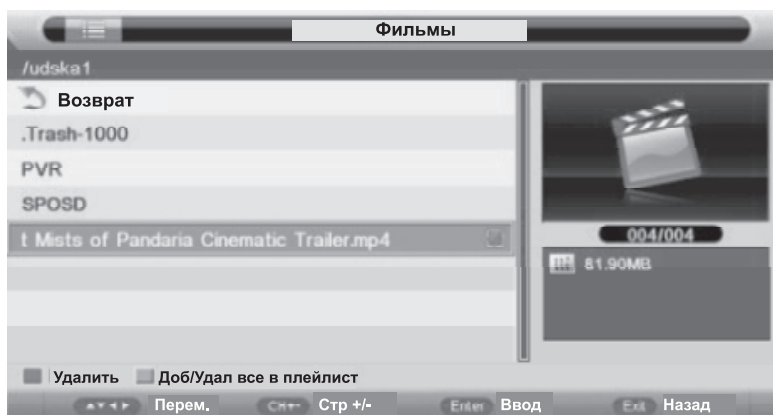 Фильмы
/udska1
Возврат
.Trash-1000
PVR
SPOSD
t Mists of Pandaria Cinematic Trailer.mp4
004/004
81.90MB
Удалить Доб/Удал все в плейлист
Перем. CH+- Стр +/- Enter Ввод Exit Назад